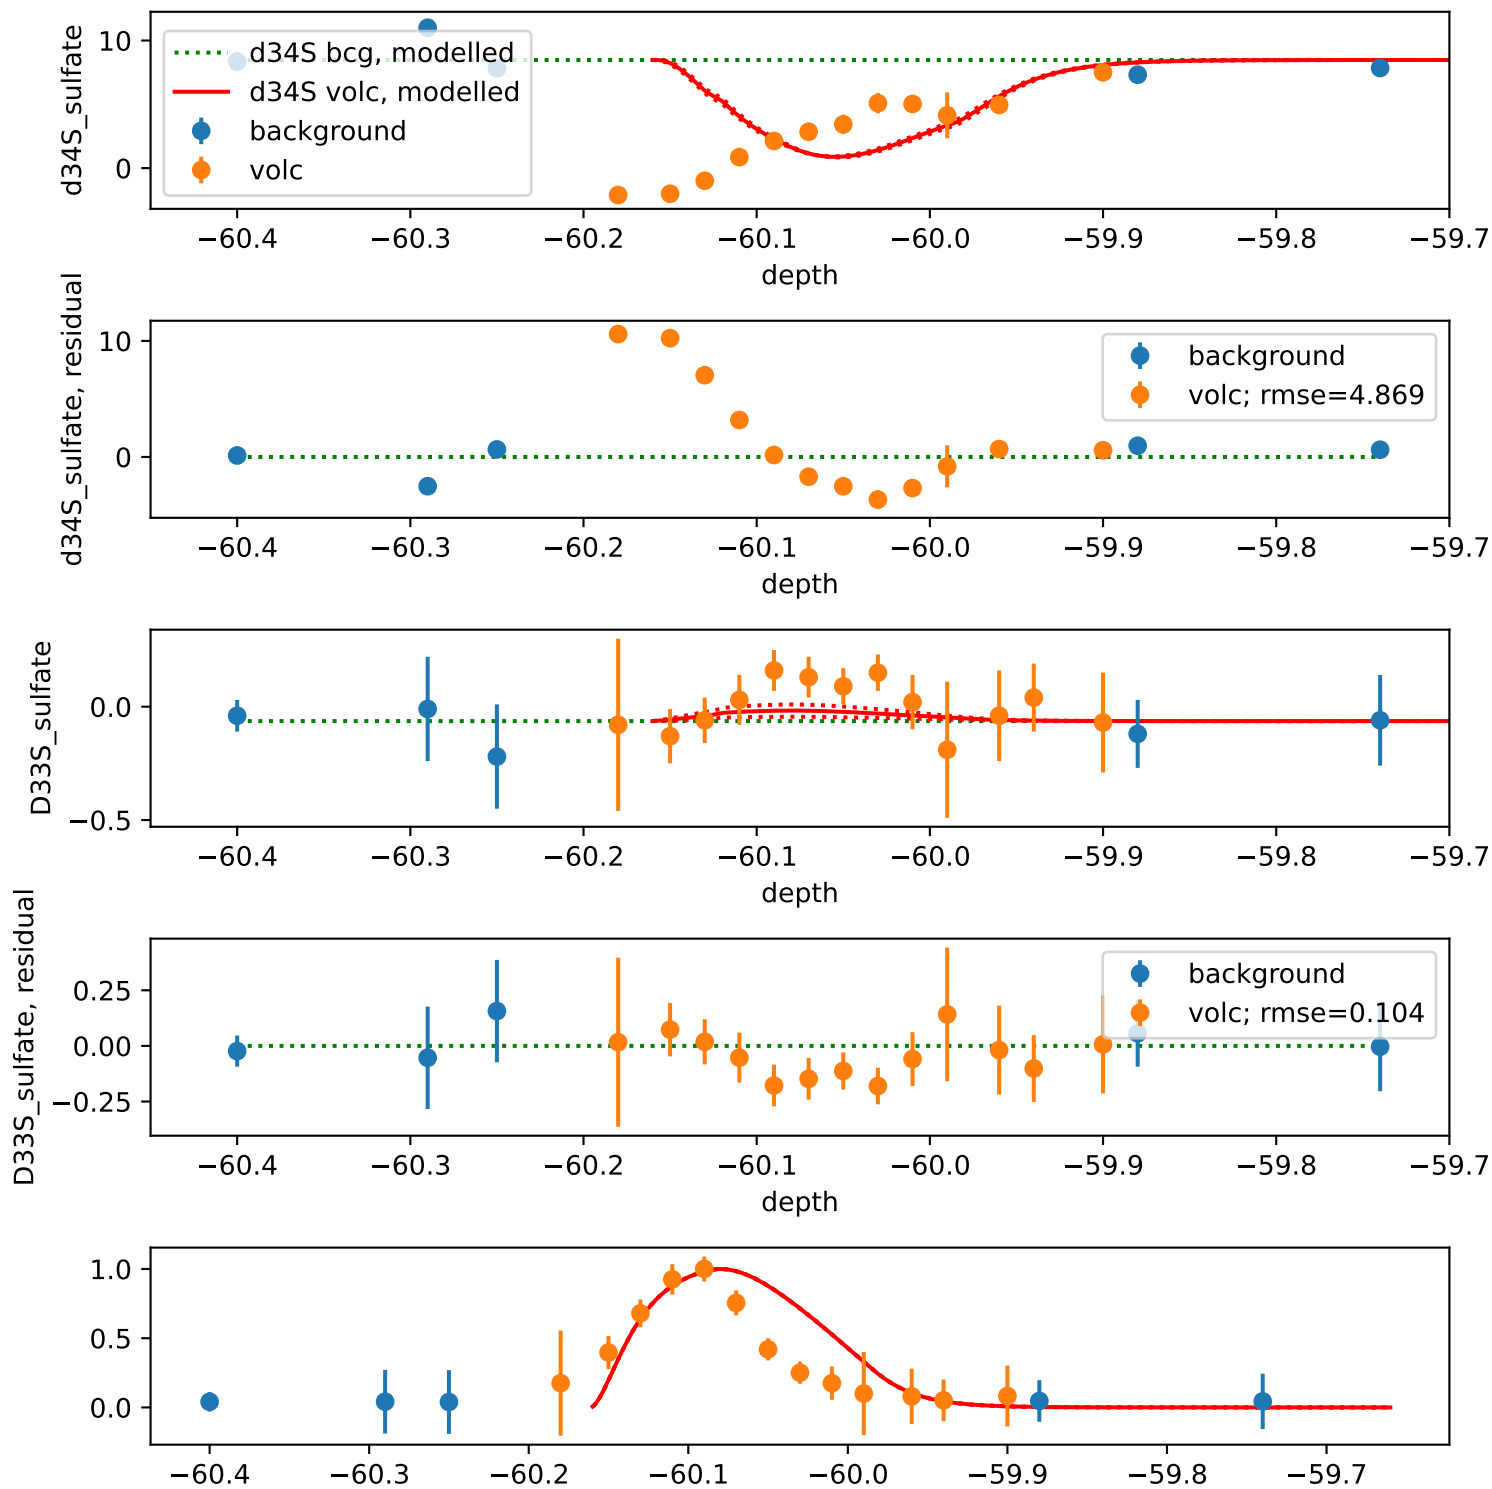 d34S_sulfate
10
0
d34S bcg, modelled
d34S volc, modelled
background
volc
−60.4 −60.3 −60.2 −60.1 −60.0 −59.9 −59.8 −59.7
depth
d34S_sulfate, residual
10
0
background
volc; rmse=4.869
−60.4 −60.3 −60.2 −60.1 −60.0 −59.9 −59.8 −59.7
depth
D33S_sulfate
0.0
−0.5
−60.4 −60.3 −60.2 −60.1 −60.0 −59.9 −59.8 −59.7
depth
D33S_sulfate, residual
0.25
0.00
−0.25
background
volc; rmse=0.104
−60.4 −60.3 −60.2 −60.1 −60.0 −59.9 −59.8 −59.7
depth
1.0
0.5
0.0
−60.4 −60.3 −60.2 −60.1 −60.0 −59.9 −59.8 −59.7